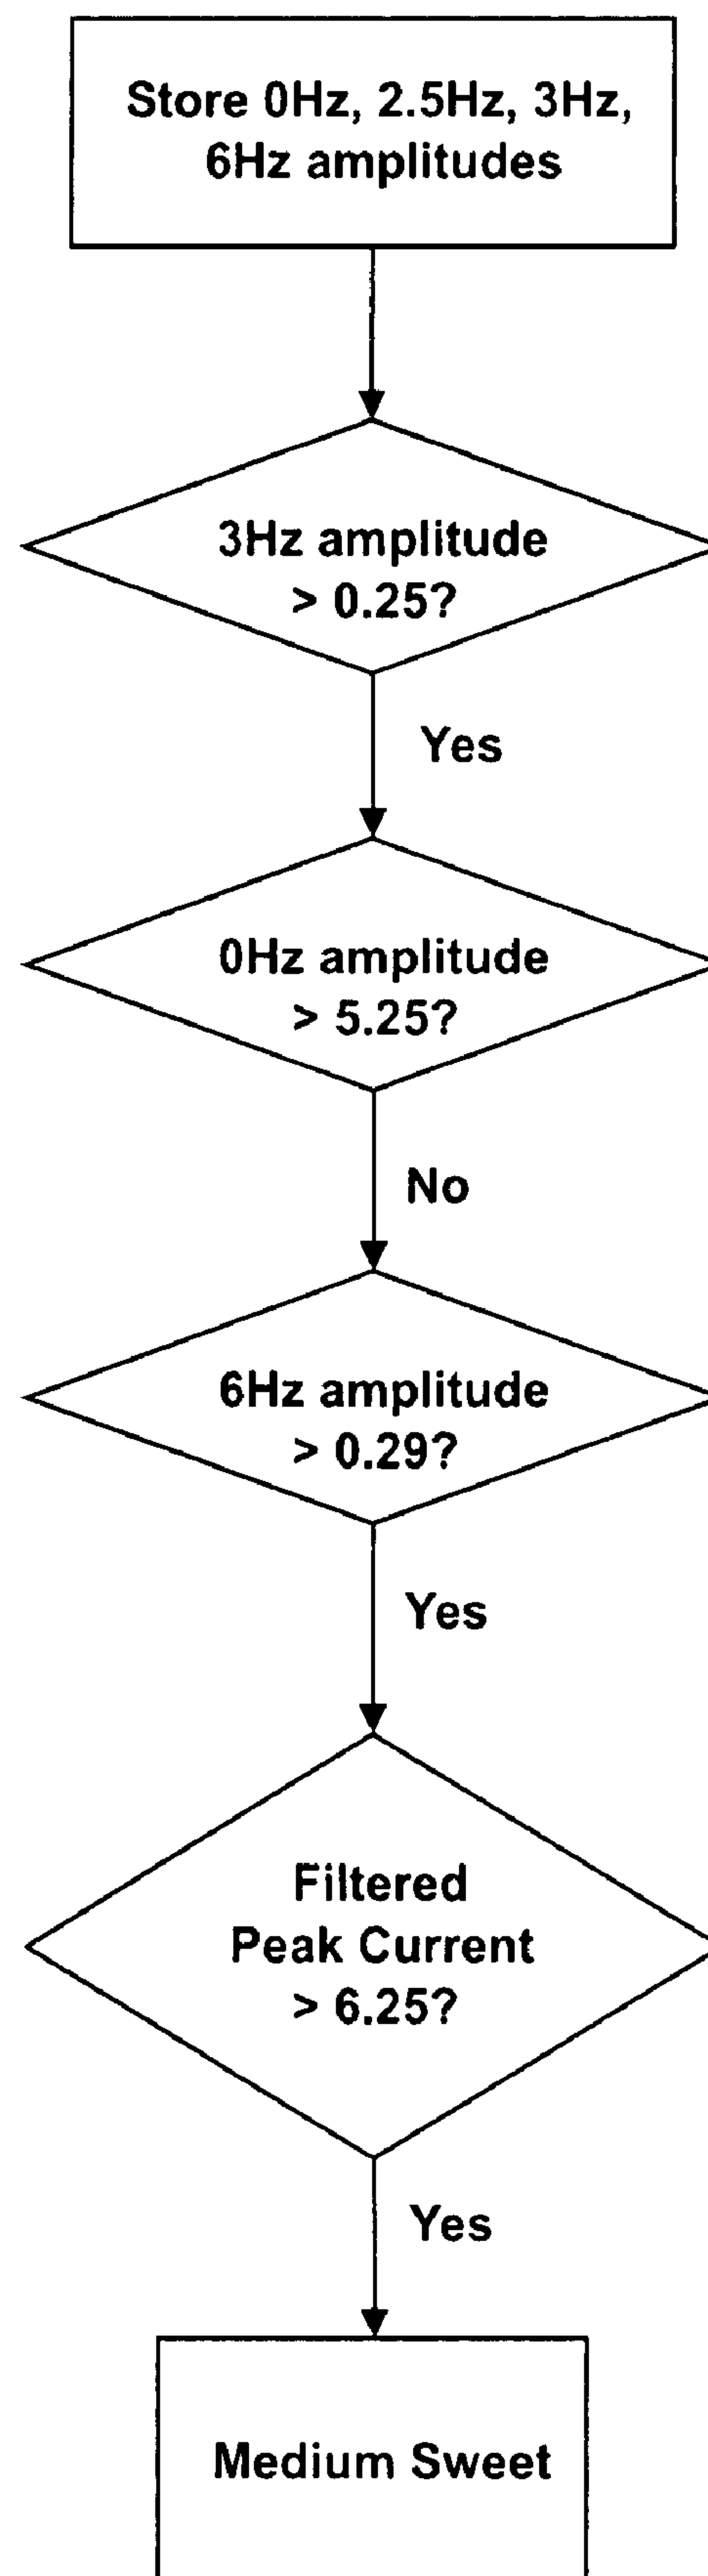 Store 0Hz, 2.5Hz, 3Hz,
6Hz amplitudes
3Hz amplitude
> 0.25?
Yes
0Hz amplitude
> 5.25?
No
6Hz amplitude
> 0.29?
Yes
Filtered
Peak Current
> 6.25?
Yes
Medium Sweet